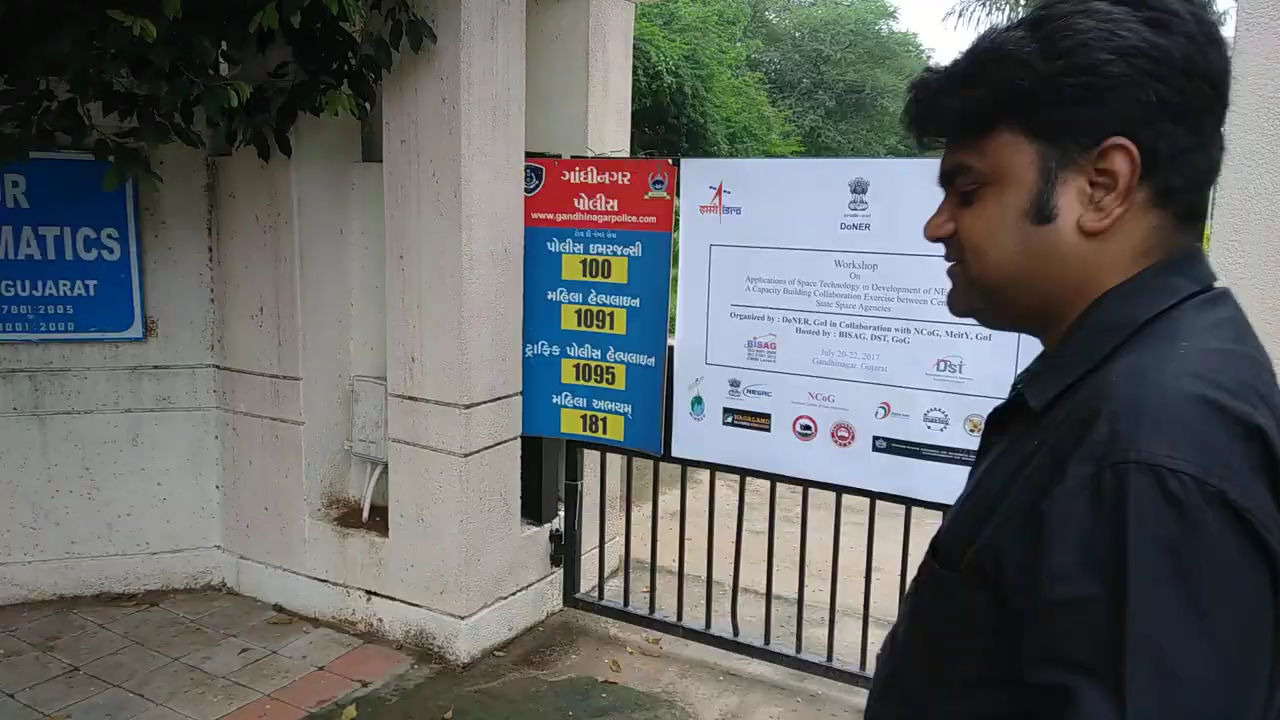 OR
MATICS
GUJARAT
7001:2005
9001:2000
ગાંધીનગર
પોલીસ
www.gandhinagarpolice.com
ટોલ ફ્રી નંબર સેવા
પોલીસ ઇમરજન્સી
100
મહિલા હેલ્પલાઇન
1091
ટ્રાફિક પોલીસ હેલ્પલાઇન
1095
મહિલા અભયમ્
181
इसरो isro
DoNER
Workshop
On
Applications of Space Technology in Development of NE
A Capacity Building Collaboration Exercise between Cen
State Space Agencies
Organized by : DoNER, GoI in Collaboration with NCoG, MeitY, GoI
Hosted by : BISAG, DST, GoG
BISAG
DST
July 20-22, 2017
Gandhinagar, Gujarat
NESAC
NCoG
NAGALAND